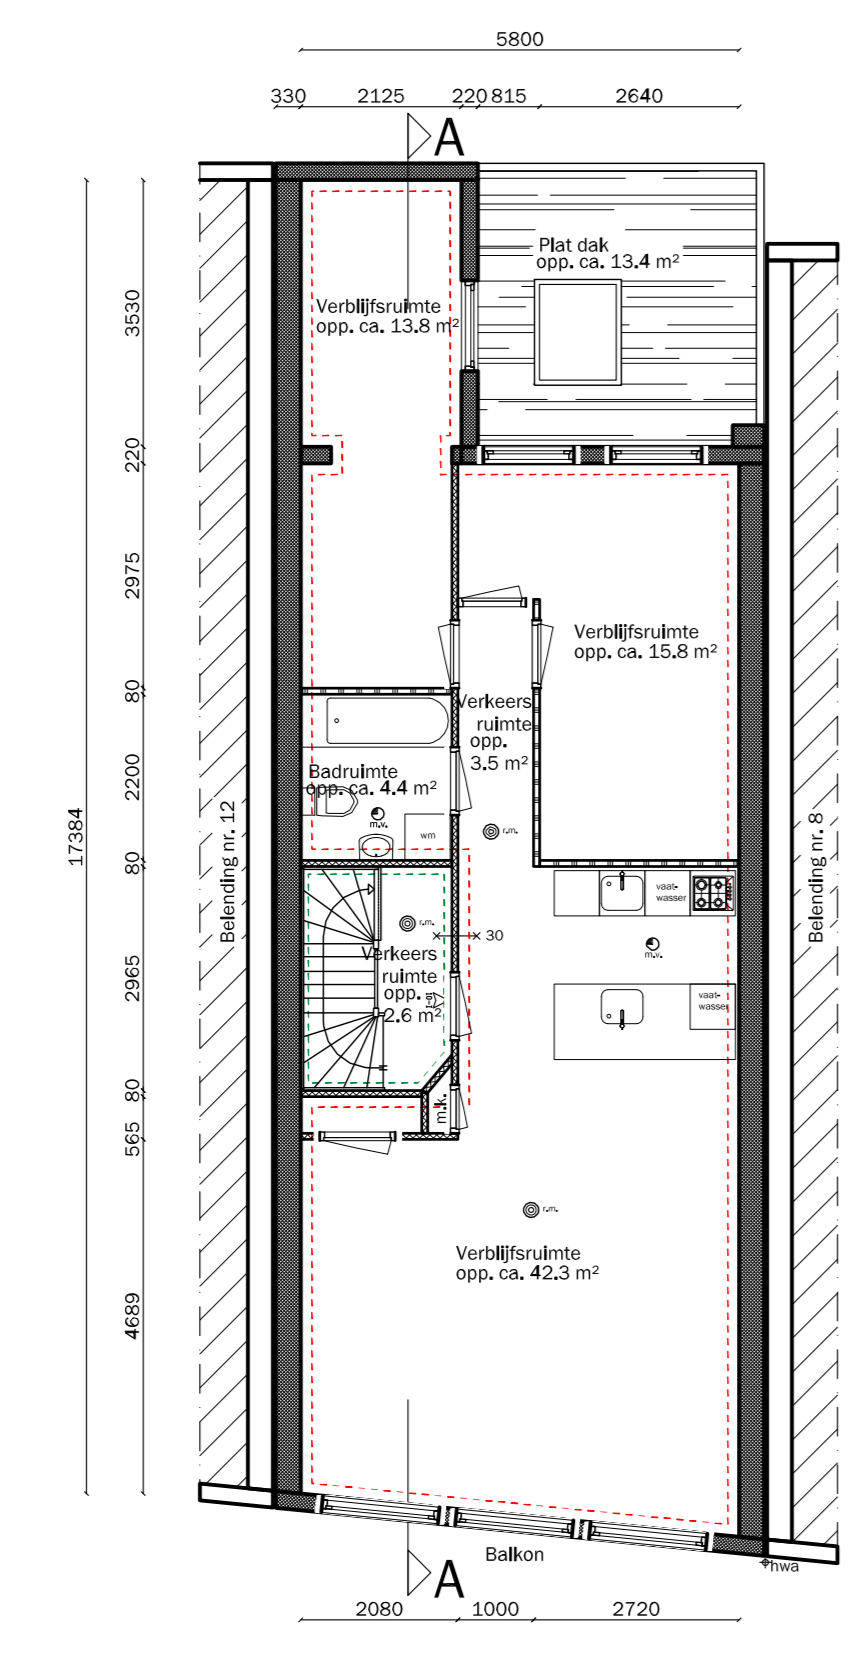 5800
330
2125
220
815
2640
A
Plat dak
opp. ca. 13.4 m²
Verblijfsruimte
opp. ca. 13.8 m²
3530
220
2975
80
2200
80
2965
80
565
4689
17384
Verblijfsruimte
opp. ca. 15.8 m²
Verkeers
ruimte
opp.
3.5 m²
Badruimte
opp. ca. 4.4 m²
m.v.
wm
r.m.
Belending nr. 12
Belending nr. 8
vaat-
wasser
r.m.
30
m.v.
Verkeers
ruimte
opp.
2.6 m²
vaat-
wasser
m.k.
r.m.
Verblijfsruimte
opp. ca. 42.3 m²
Balkon
hwa
A
2080
1000
2720